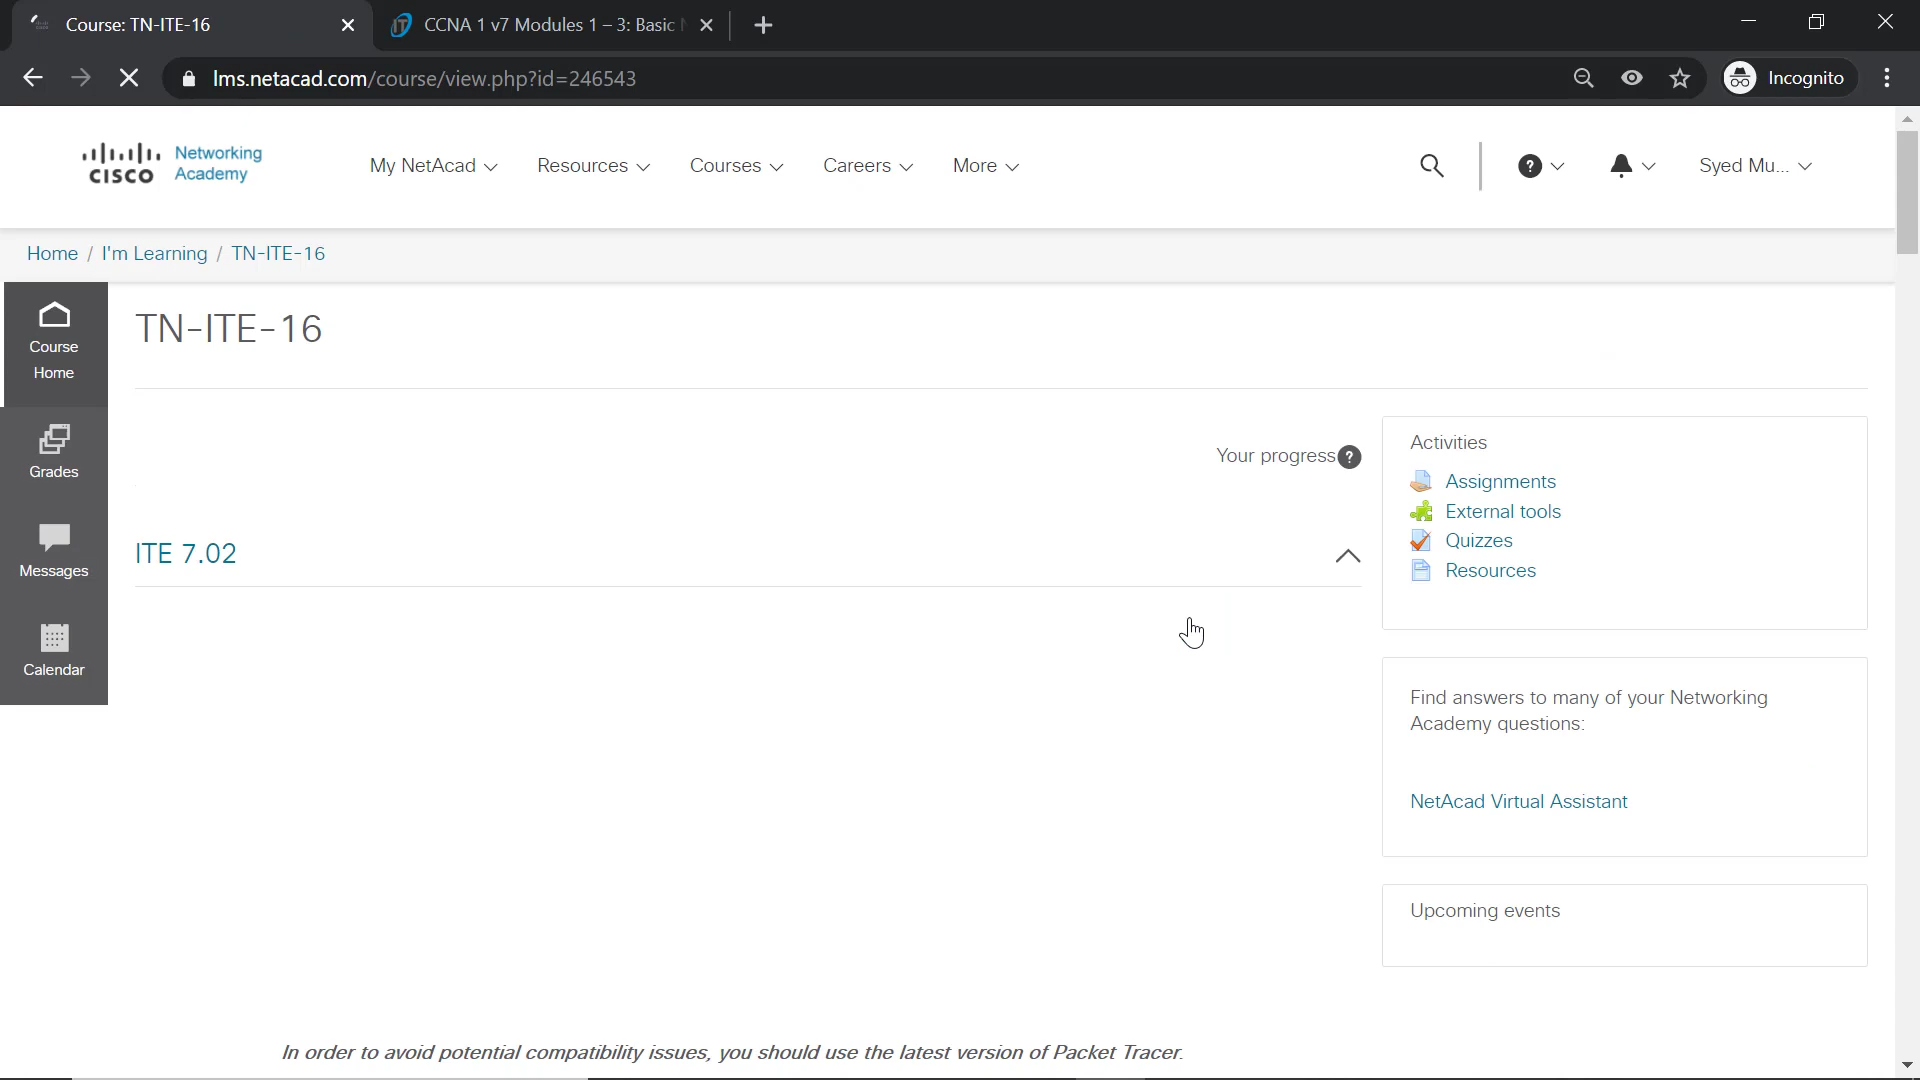 Course: TN-ITE-16
CCNA 1 v7 Modules 1 – 3: Basic
lms.netacad.com/course/view.php?id=246543
Incognito
CISCO
Networking
Academy
My NetAcad
Resources
Courses
Careers
More
Syed Mu...
Home / I'm Learning / TN-ITE-16
Course
Home
Grades
Messages
Calendar
TN-ITE-16
Your progress
ITE 7.02
Activities
Assignments
External tools
Quizzes
Resources
Find answers to many of your Networking
Academy questions:
NetAcad Virtual Assistant
Upcoming events
In order to avoid potential compatibility issues, you should use the latest version of Packet Tracer.